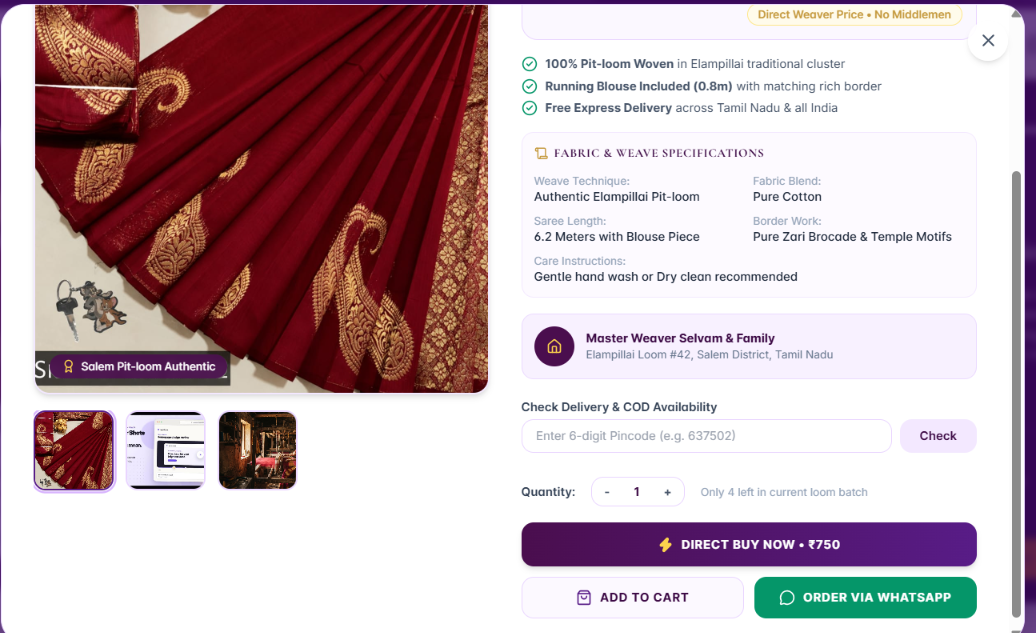 Direct Weaver Price • No Middlemen
100% Pit-loom Woven in Elampillai traditional cluster
Running Blouse Included (0.8m) with matching rich border
Free Express Delivery across Tamil Nadu & all India
FABRIC & WEAVE SPECIFICATIONS
Weave Technique:
Authentic Elampillai Pit-loom
Fabric Blend:
Pure Cotton
Saree Length:
6.2 Meters with Blouse Piece
Border Work:
Pure Zari Brocade & Temple Motifs
Care Instructions:
Gentle hand wash or Dry clean recommended
Master Weaver Selvam & Family
Elampillai Loom #42, Salem District, Tamil Nadu
Salem Pit-loom Authentic
Check Delivery & COD Availability
Enter 6-digit Pincode (e.g. 637502)
Check
Quantity:
- 1 +
Only 4 left in current loom batch
DIRECT BUY NOW • ₹750
ADD TO CART
ORDER VIA WHATSAPP